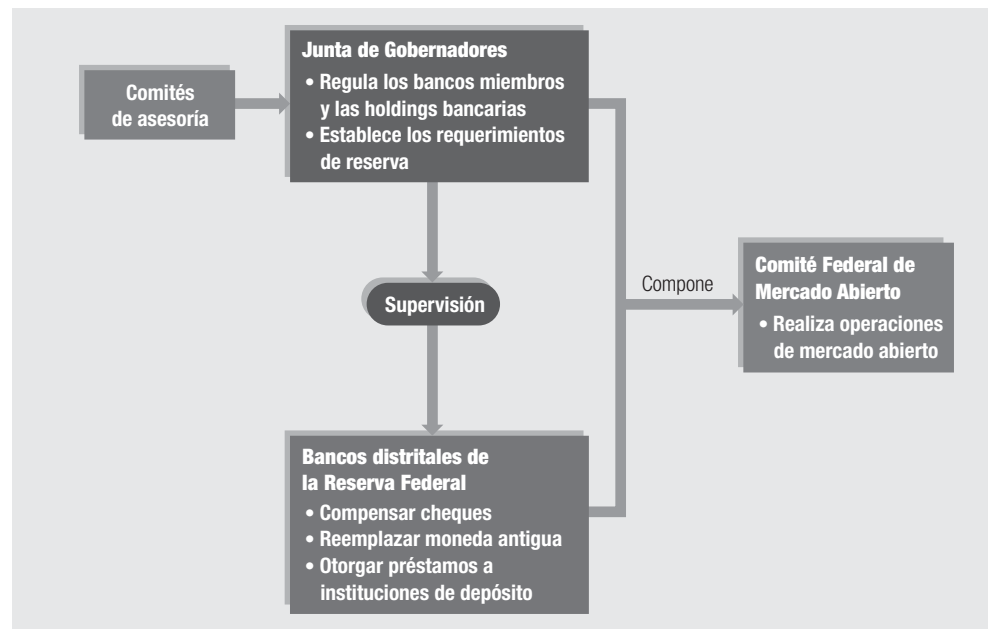 Comités
de asesoría
Junta de Gobernadores
• Regula los bancos miembros
y las holdings bancarias
• Establece los requerimientos
de reserva
Supervisión
Compone
Comité Federal de
Mercado Abierto
• Realiza operaciones
de mercado abierto
Bancos distritales de
la Reserva Federal
• Compensar cheques
• Reemplazar moneda antigua
• Otorgar préstamos a
instituciones de depósito